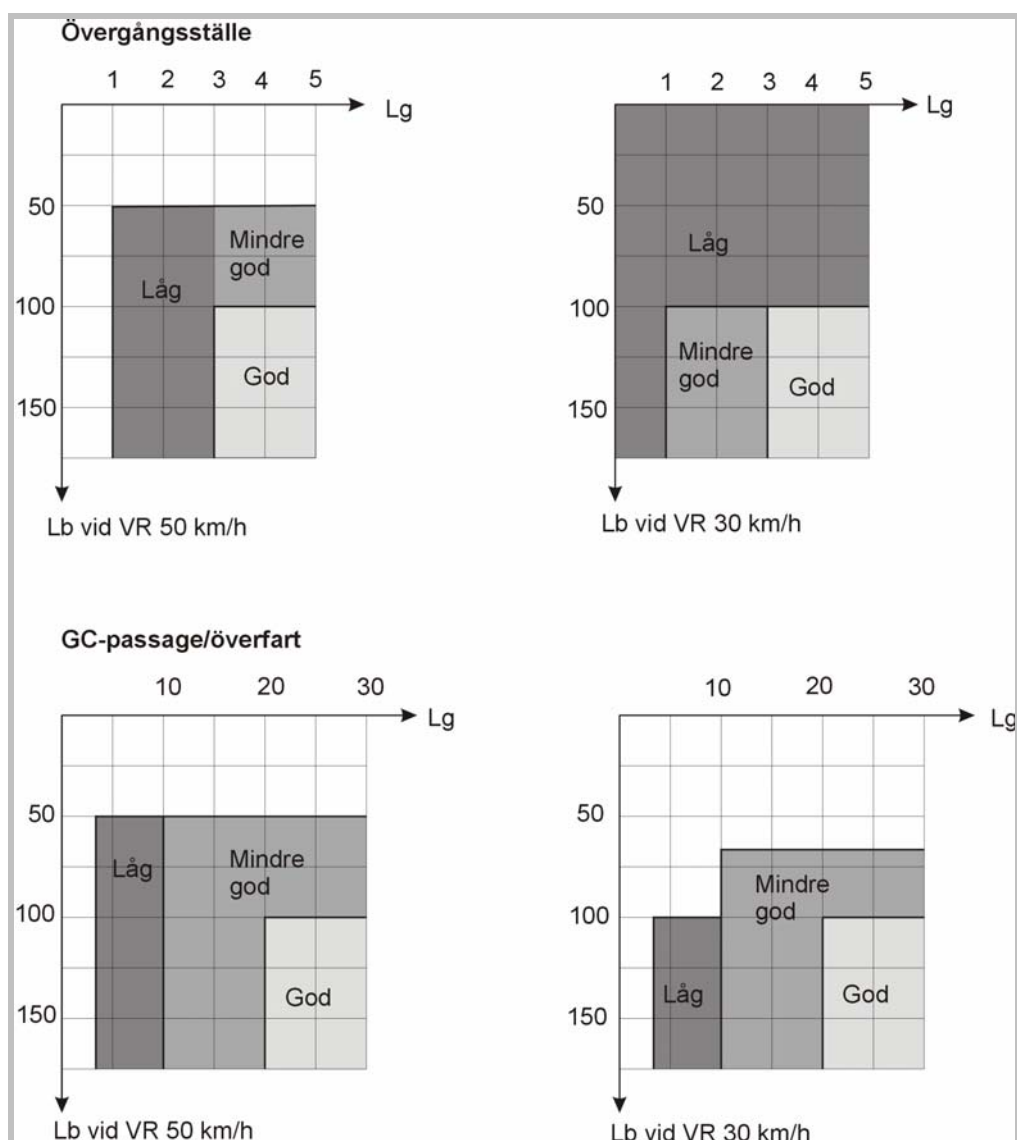 Övergångsställe
1 2 3 4 5
Lg
50
Mindre
god
Låg
100
God
150
Lb vid VR 50 km/h
1 2 3 4 5
Lg
50
Låg
100
Mindre
god
God
150
Lb vid VR 30 km/h
GC-passage/överfart
10 20 30
Lg
50
Låg
Mindre
god
100
God
150
Lb vid VR 50 km/h
10 20 30
Lg
50
Mindre
god
100
Låg
God
150
Lb vid VR 30 km/h